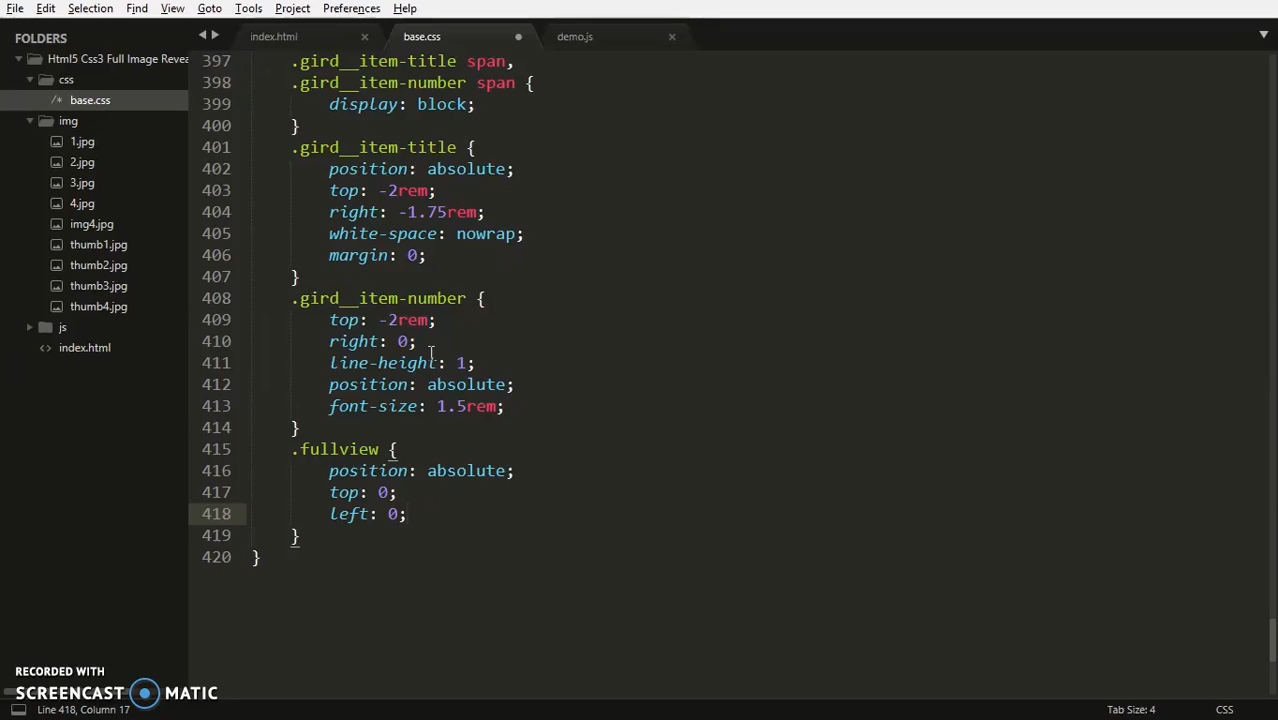 File Edit Selection Find View Goto Tools Project Preferences Help
FOLDERS
Html5 Css3 Full Image Revea
css
/* base.css
img
1.jpg
2.jpg
3.jpg
4.jpg
img4.jpg
thumb1.jpg
thumb2.jpg
thumb3.jpg
thumb4.jpg
js
index.html
index.html × base.css demo.js ×
397 .gird__item-title span,
398 .gird__item-number span {
399 display: block;
400 }
401 .gird__item-title {
402 position: absolute;
403 top: -2rem;
404 right: -1.75rem;
405 white-space: nowrap;
406 margin: 0;
407 }
408 .gird__item-number {
409 top: -2rem;
410 right: 0;
411 line-height: 1;
412 position: absolute;
413 font-size: 1.5rem;
414 }
415 .fullview {
416 position: absolute;
417 top: 0;
418 left: 0;
419 }
420 }
RECORDED WITH
SCREENCAST MATIC
Line 418, Column 17 Tab Size: 4 CSS